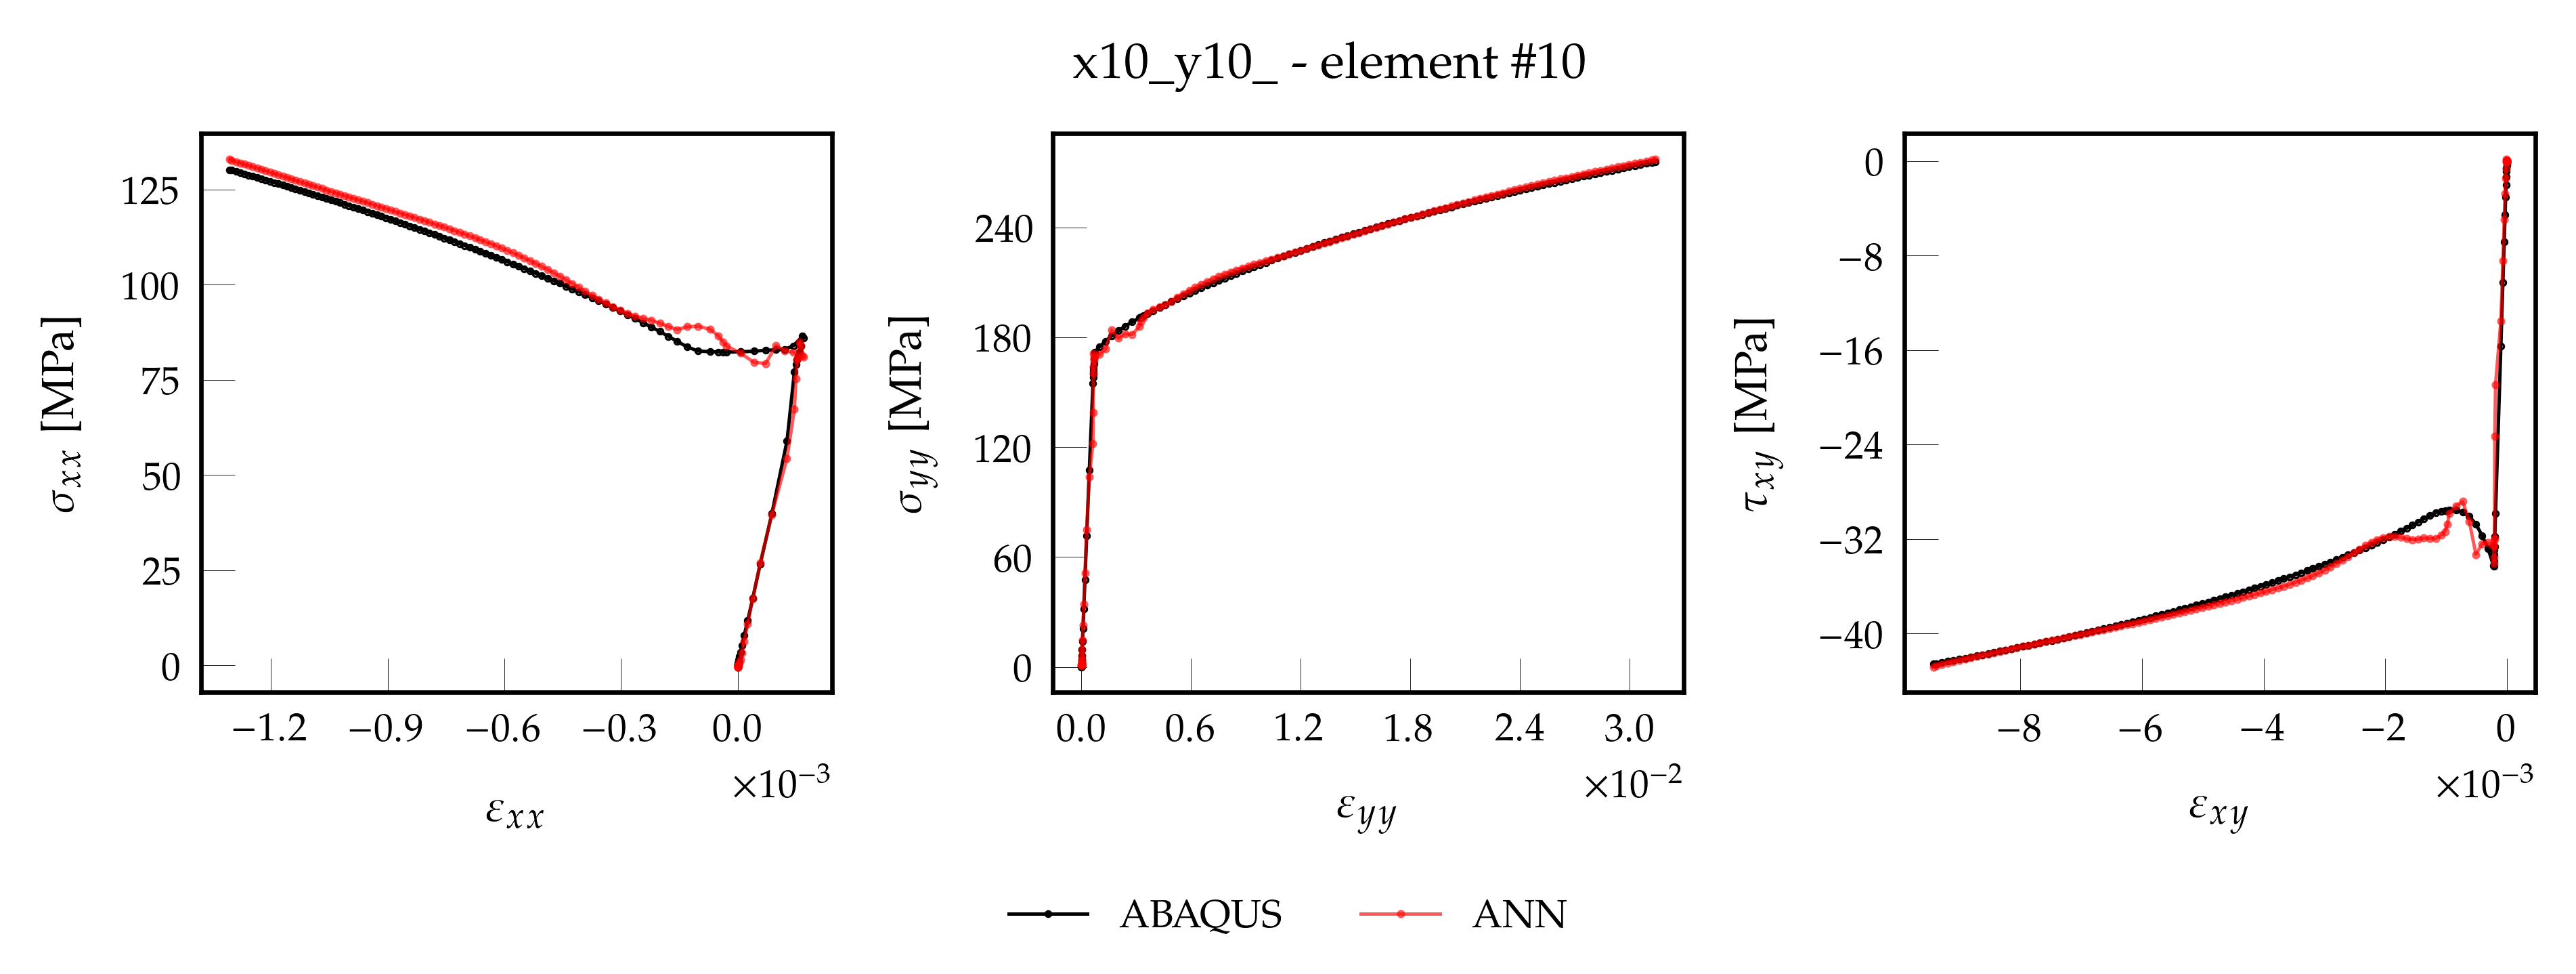 x10_y10_ - element #10
125
100
75
50
25
0
σxx [MPa]
−1.2 −0.9 −0.6 −0.3 0.0
×10−3
εxx
240
180
120
60
0
σyy [MPa]
0.0 0.6 1.2 1.8 2.4 3.0
×10−2
εyy
0
−8
−16
−24
−32
−40
τxy [MPa]
−8 −6 −4 −2 0
×10−3
εxy
ABAQUS ANN